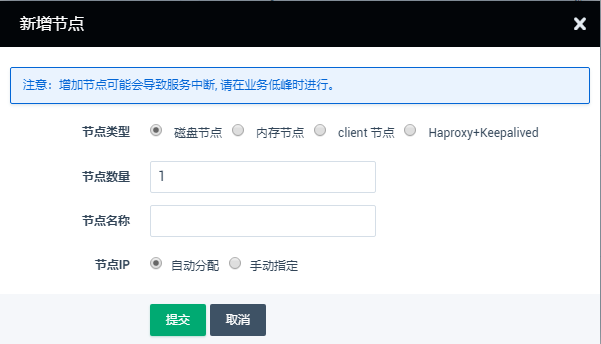 新增节点
注意：增加节点可能会导致服务中断, 请在业务低峰时进行。
节点类型 磁盘节点 内存节点 client 节点 Haproxy+Keepalived
节点数量 1
节点名称
节点IP 自动分配 手动指定
提交 取消